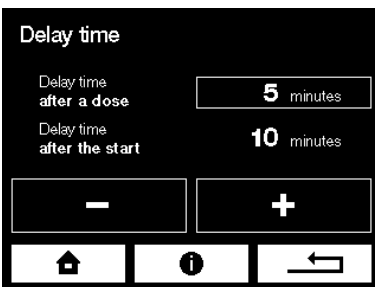 Delay time
Delay time
after a dose
5 minutes
Delay time
after the start
10 minutes
− +
i